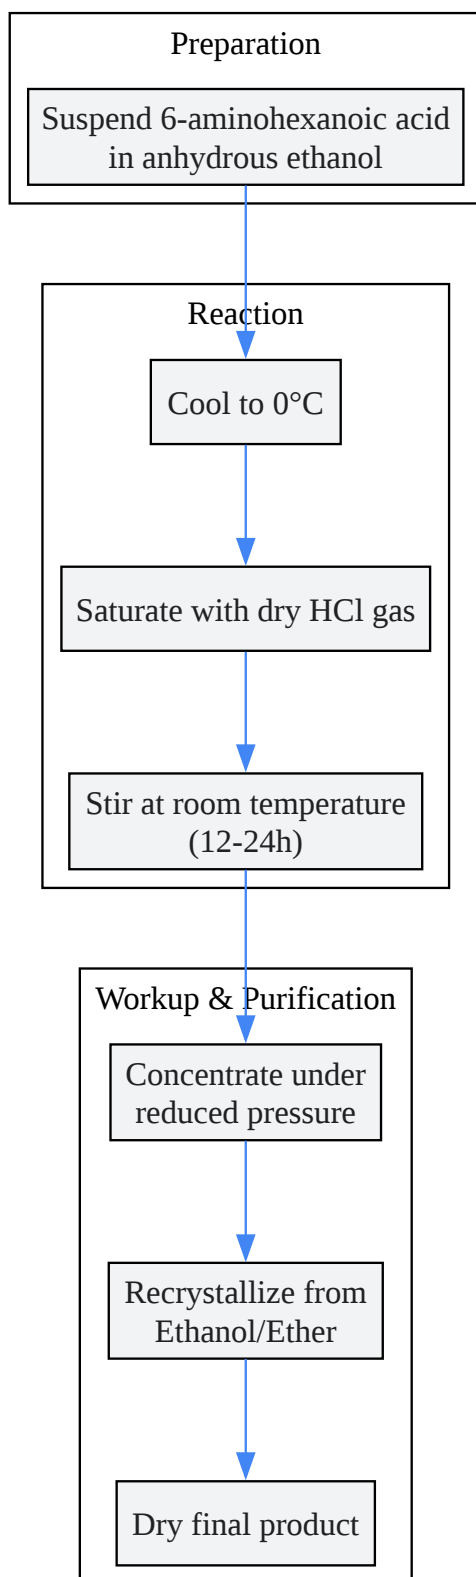 Preparation
Suspend 6-aminohexanoic acid
in anhydrous ethanol
Reaction
Cool to 0°C
Saturate with dry HCl gas
Stir at room temperature
(12-24h)
Workup & Purification
Concentrate under
reduced pressure
Recrystallize from
Ethanol/Ether
Dry final product